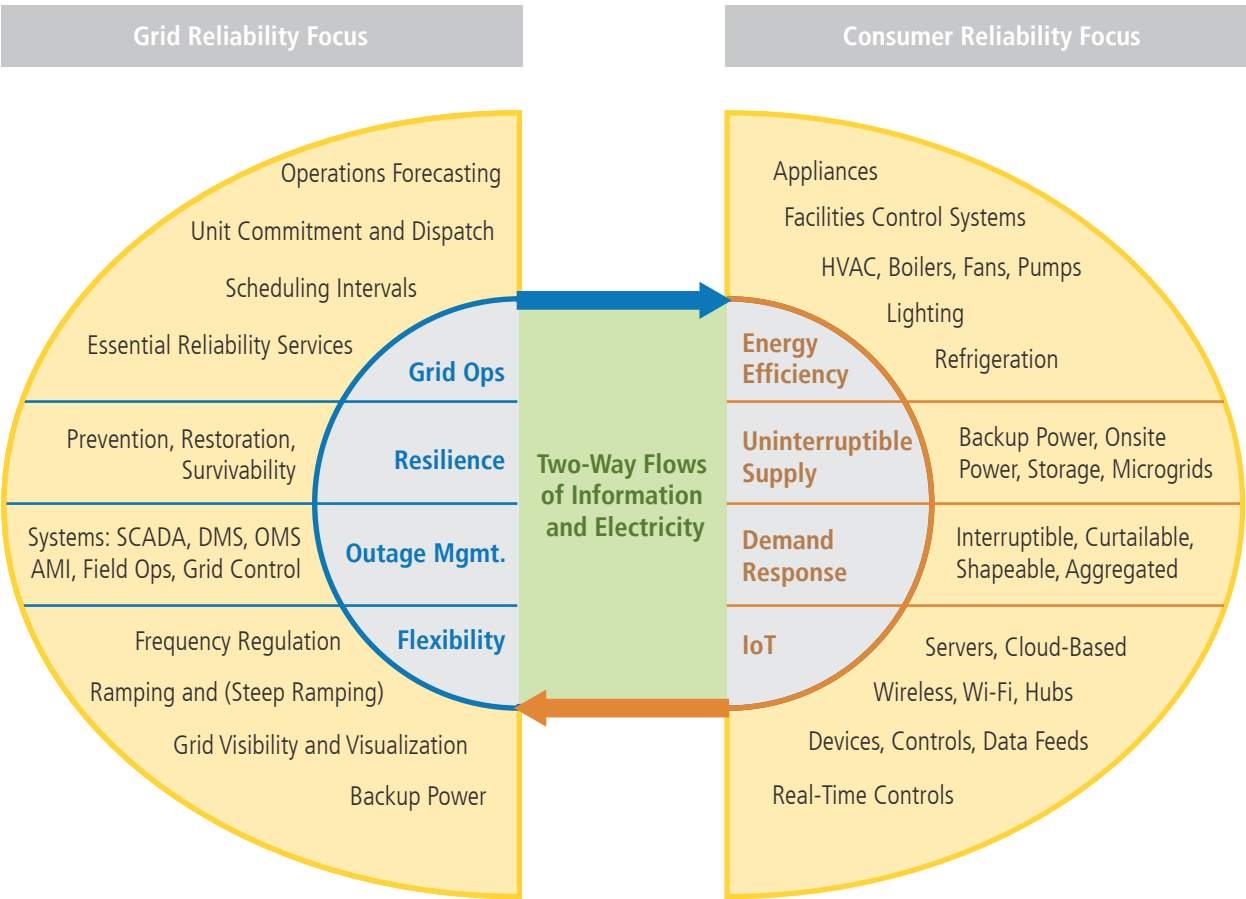 Grid Reliability Focus
Consumer Reliability Focus
Operations Forecasting
Unit Commitment and Dispatch
Scheduling Intervals
Essential Reliability Services
Grid Ops
Prevention, Restoration,
Survivability
Resilience
Systems: SCADA, DMS, OMS
AMI, Field Ops, Grid Control
Outage Mgmt.
Frequency Regulation
Flexibility
Ramping and (Steep Ramping)
Grid Visibility and Visualization
Backup Power
Two-Way Flows
of Information
and Electricity
Appliances
Facilities Control Systems
HVAC, Boilers, Fans, Pumps
Lighting
Refrigeration
Energy
Efficiency
Uninterruptible
Supply
Backup Power, Onsite
Power, Storage, Microgrids
Demand
Response
Interruptible, Curtailable,
Shapeable, Aggregated
IoT
Servers, Cloud-Based
Wireless, Wi-Fi, Hubs
Devices, Controls, Data Feeds
Real-Time Controls